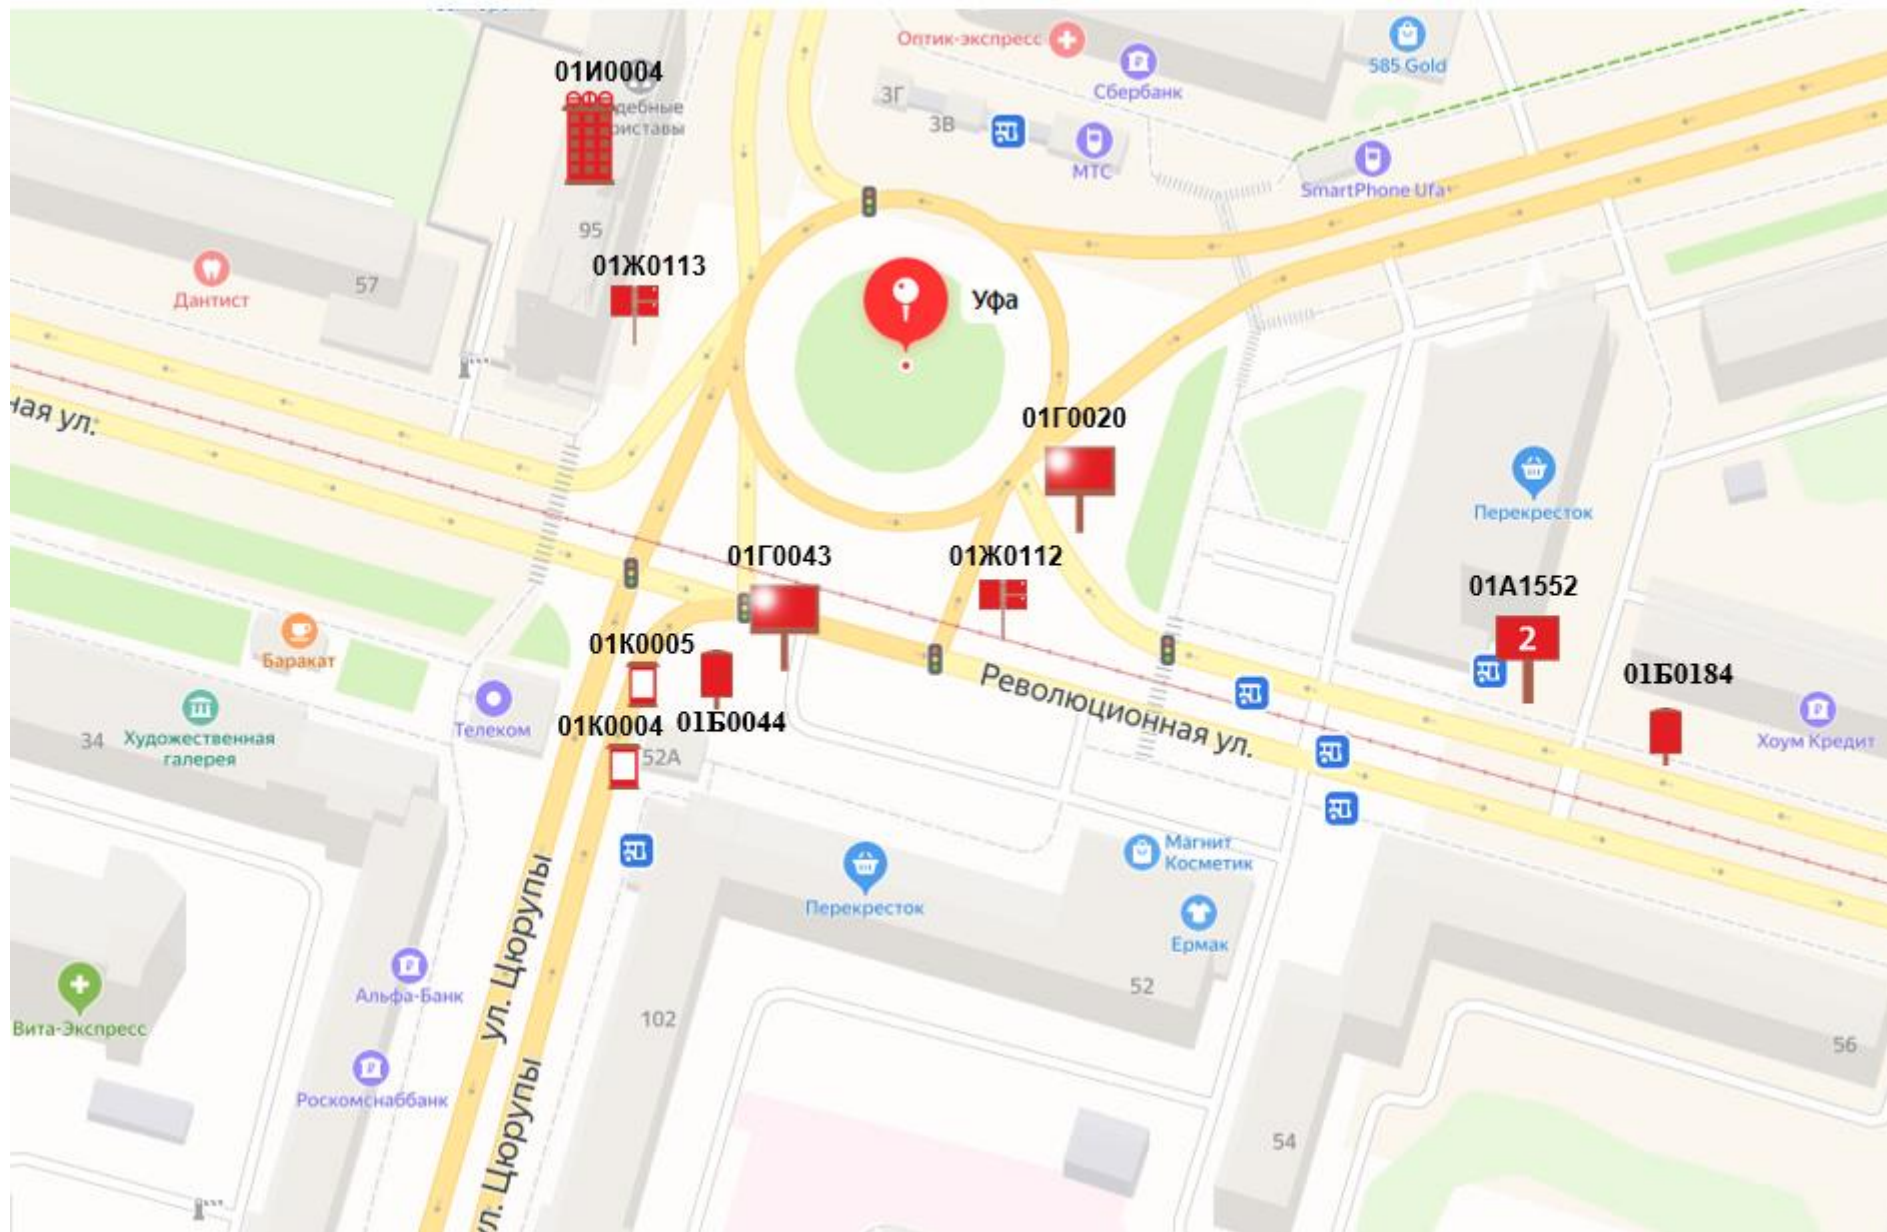 Оптик-экспресс
585 Gold
01И0004
Сбербанк
3Г
3В
МТС
SmartPhone Ufa
95
01Ж0113
57
Дантист
Уфа
ная ул.
01Г0020
Перекресток
01Г0043
01Ж0112
01А1552
2
Баракат
01К0005
01Б0184
Революционная ул.
Телеком
01К0004
01Б0044
34
Художественная
галерея
52А
Хоум Кредит
Магнит
Косметик
Перекресток
Ермак
ул. Цюрупы
Альфа-Банк
52
102
Вита-Экспресс
56
Роскомснаббанк
ул. Цюрупы
54